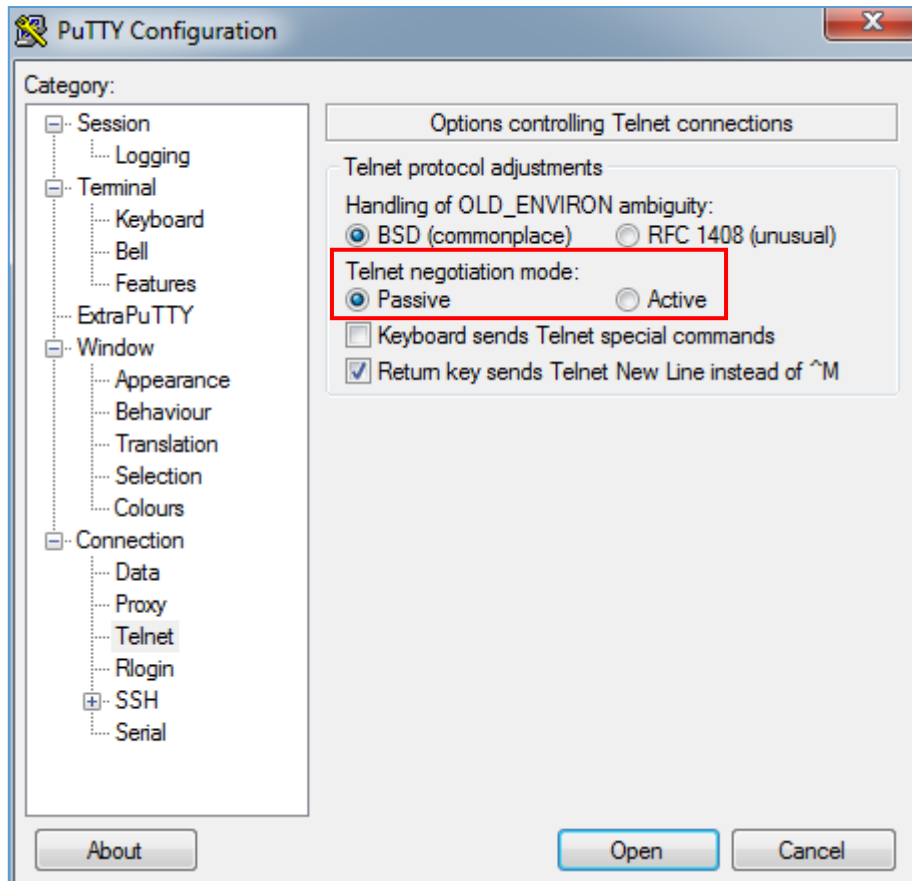 PuTTY Configuration
Category:
Session
Logging
Terminal
Keyboard
Bell
Features
ExtraPuTTY
Window
Appearance
Behaviour
Translation
Selection
Colours
Connection
Data
Proxy
Telnet
Rlogin
SSH
Serial
Options controlling Telnet connections
Telnet protocol adjustments
Handling of OLD_ENVIRON ambiguity:
BSD (commonplace) RFC 1408 (unusual)
Telnet negotiation mode:
Passive Active
Keyboard sends Telnet special commands
Return key sends Telnet New Line instead of ^M
About Open Cancel